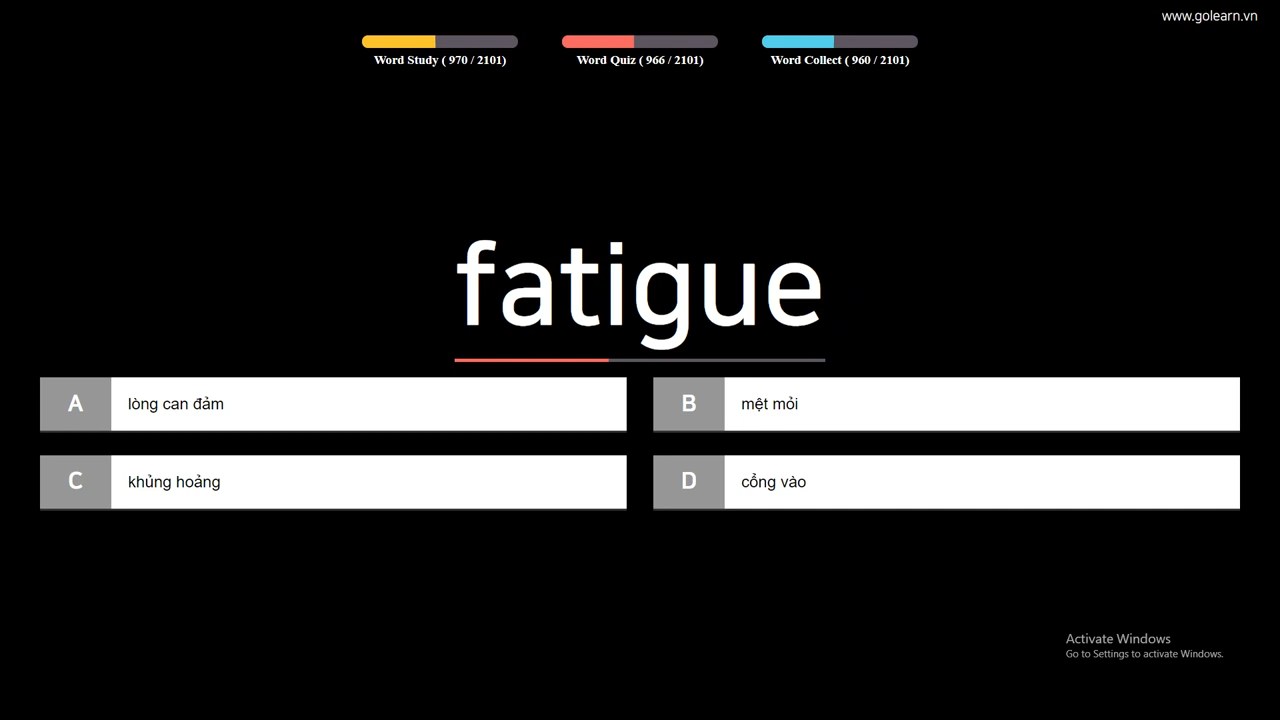 www.golearn.vn
Word Study ( 970 / 2101)
Word Quiz ( 966 / 2101)
Word Collect ( 960 / 2101)
fatigue
A lòng can đảm
B mệt mỏi
C khủng hoảng
D cổng vào
Activate Windows
Go to Settings to activate Windows.